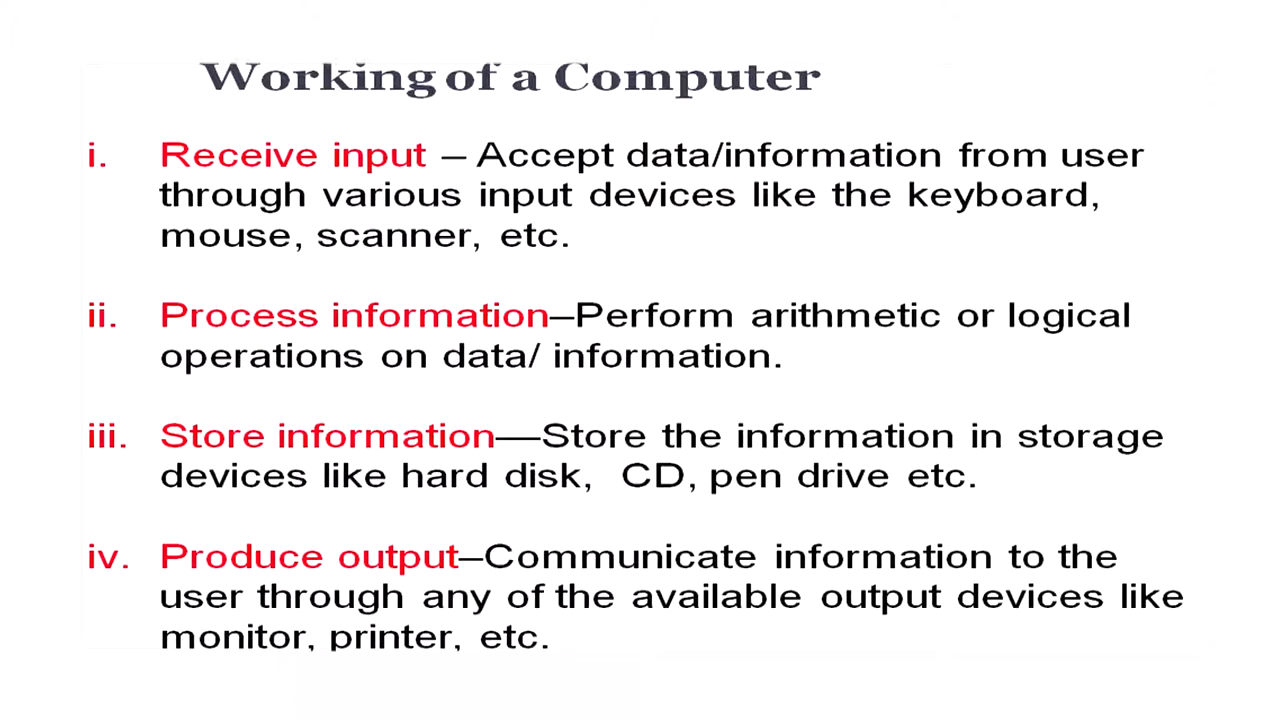 Working of a Computer
i. Receive input – Accept data/information from user
through various input devices like the keyboard,
mouse, scanner, etc.
ii. Process information–Perform arithmetic or logical
operations on data/ information.
iii. Store information—Store the information in storage
devices like hard disk, CD, pen drive etc.
iv. Produce output–Communicate information to the
user through any of the available output devices like
monitor, printer, etc.